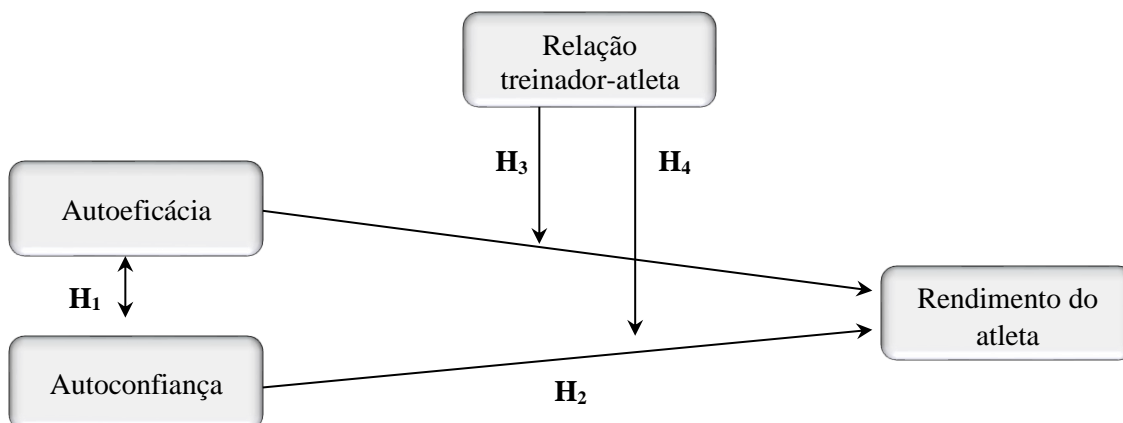 Relação
treinador-atleta
H₃
H₄
Autoeficácia
H₁
Rendimento do
atleta
Autoconfiança
H₂